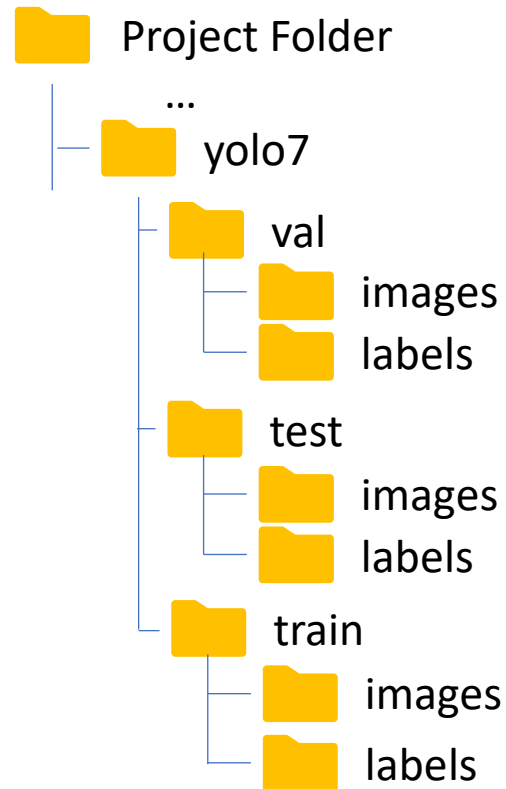 Project Folder
...
yolo7
val
images
labels
test
images
labels
train
images
labels